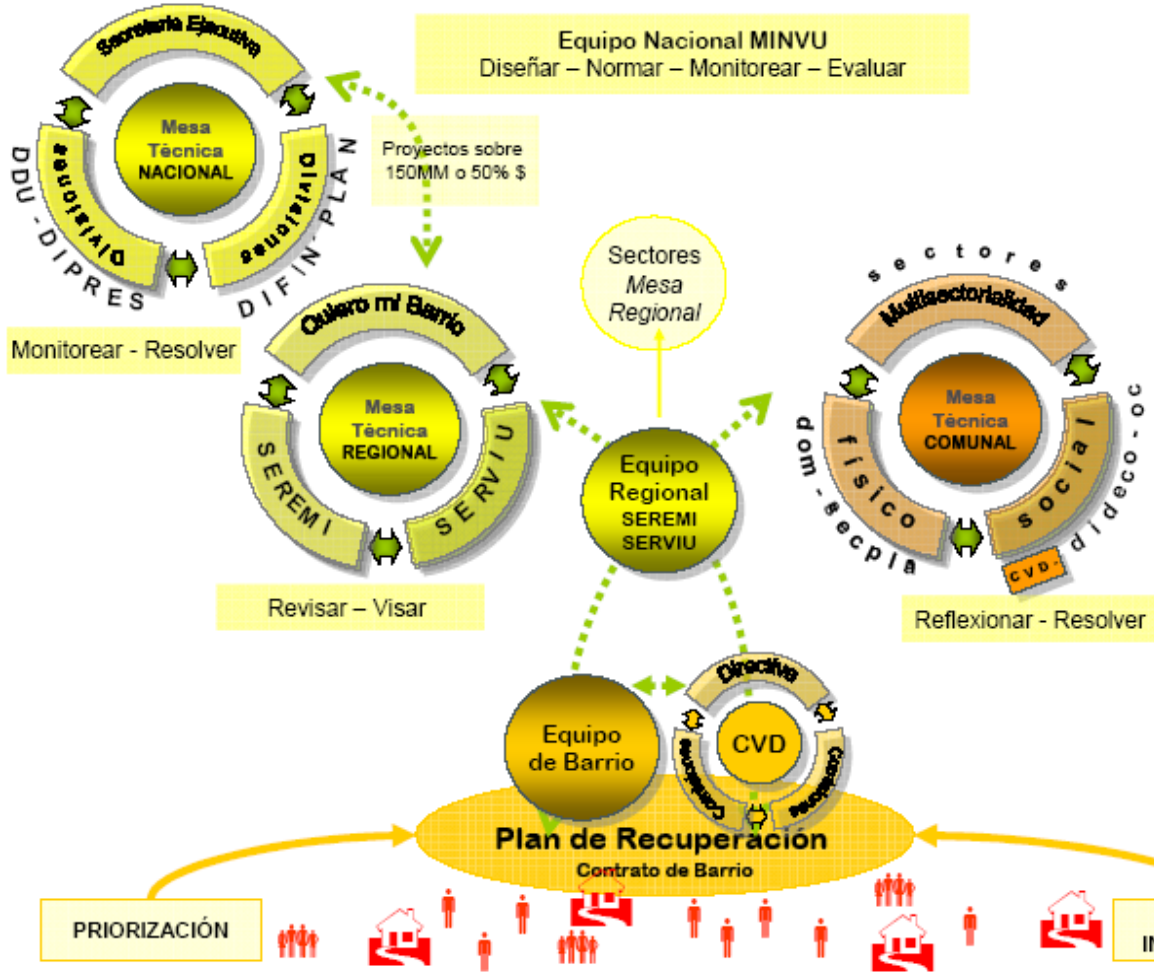 Secretaria Ejecutiva
Mesa
Técnica
NACIONAL
Divisiones
Divisiones
DDU - DIPRES
DIFIN - PLAN
Monitorear - Resolver
Equipo Nacional MINVU
Diseñar – Normar – Monitorear – Evaluar
Proyectos sobre
150MM o 50% $
Quiero mi Barrio
Mesa
Técnica
REGIONAL
SEREMI
SERVIU
Revisar – Visar
Sectores
Mesa
Regional
Equipo
Regional
SEREMI
SERVIU
sectores
Multisectorialidad
Mesa
Técnica
COMUNAL
físico
social
dom - secpla
CVD-
dideco-oc
Reflexionar - Resolver
Equipo
de Barrio
Directiva
CVD
Comisiones
Comisiones
Plan de Recuperación
Contrato de Barrio
PRIORIZACIÓN